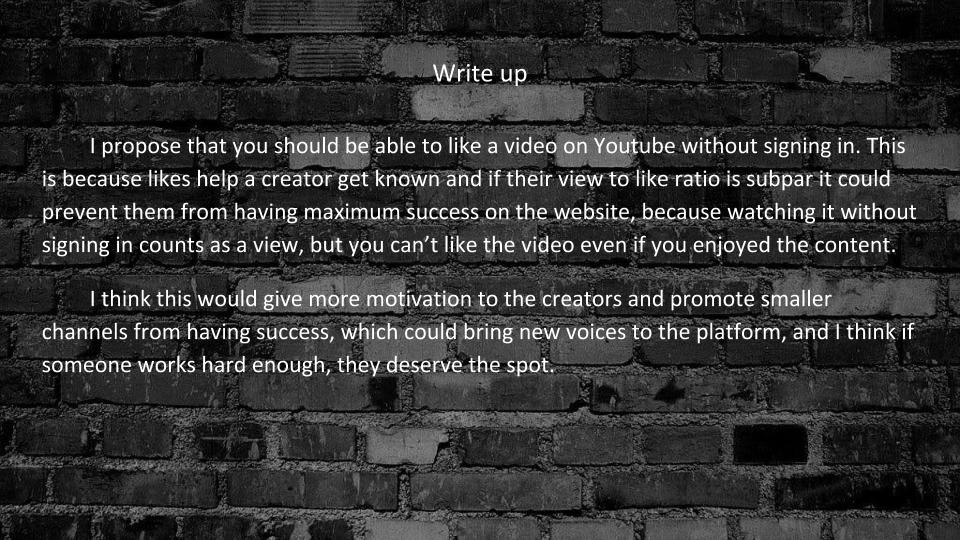 Write up
I propose that you should be able to like a video on Youtube without signing in. This
is because likes help a creator get known and if their view to like ratio is subpar it could
prevent them from having maximum success on the website, because watching it without
signing in counts as a view, but you can’t like the video even if you enjoyed the content.
I think this would give more motivation to the creators and promote smaller
channels from having success, which could bring new voices to the platform, and I think if
someone works hard enough, they deserve the spot.